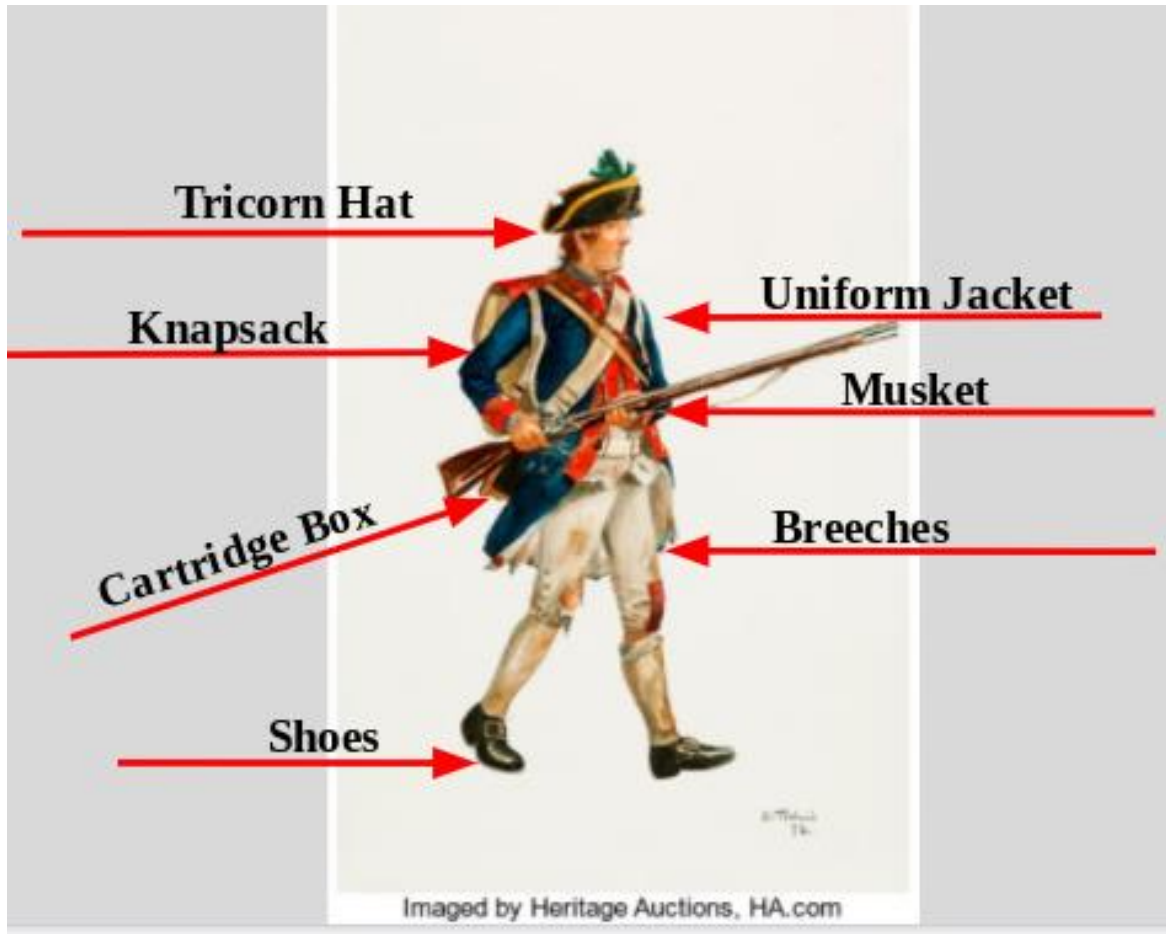 Tricorn Hat
Uniform Jacket
Knapsack
Musket
Cartridge Box
Breeches
Shoes
Imaged by Heritage Auctions, HA.com